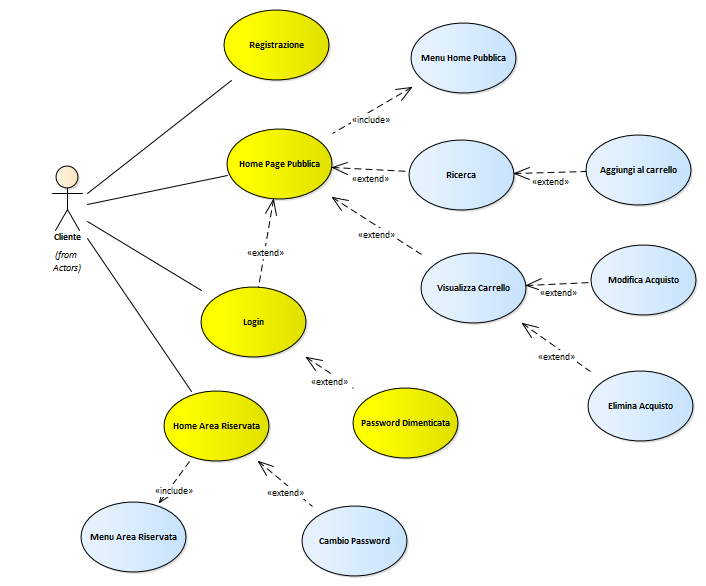 Registrazione
Menu Home Pubblica
«include»
Home Page Pubblica
Ricerca
Aggiungi al carrello
«extend»
«extend»
Cliente
(from
Actors)
«extend»
«extend»
Visualizza Carrello
Modifica Acquisto
«extend»
Login
«extend»
«extend»
Elimina Acquisto
Home Area Riservata
Password Dimenticata
«include»
«extend»
Menu Area Riservata
Cambio Password